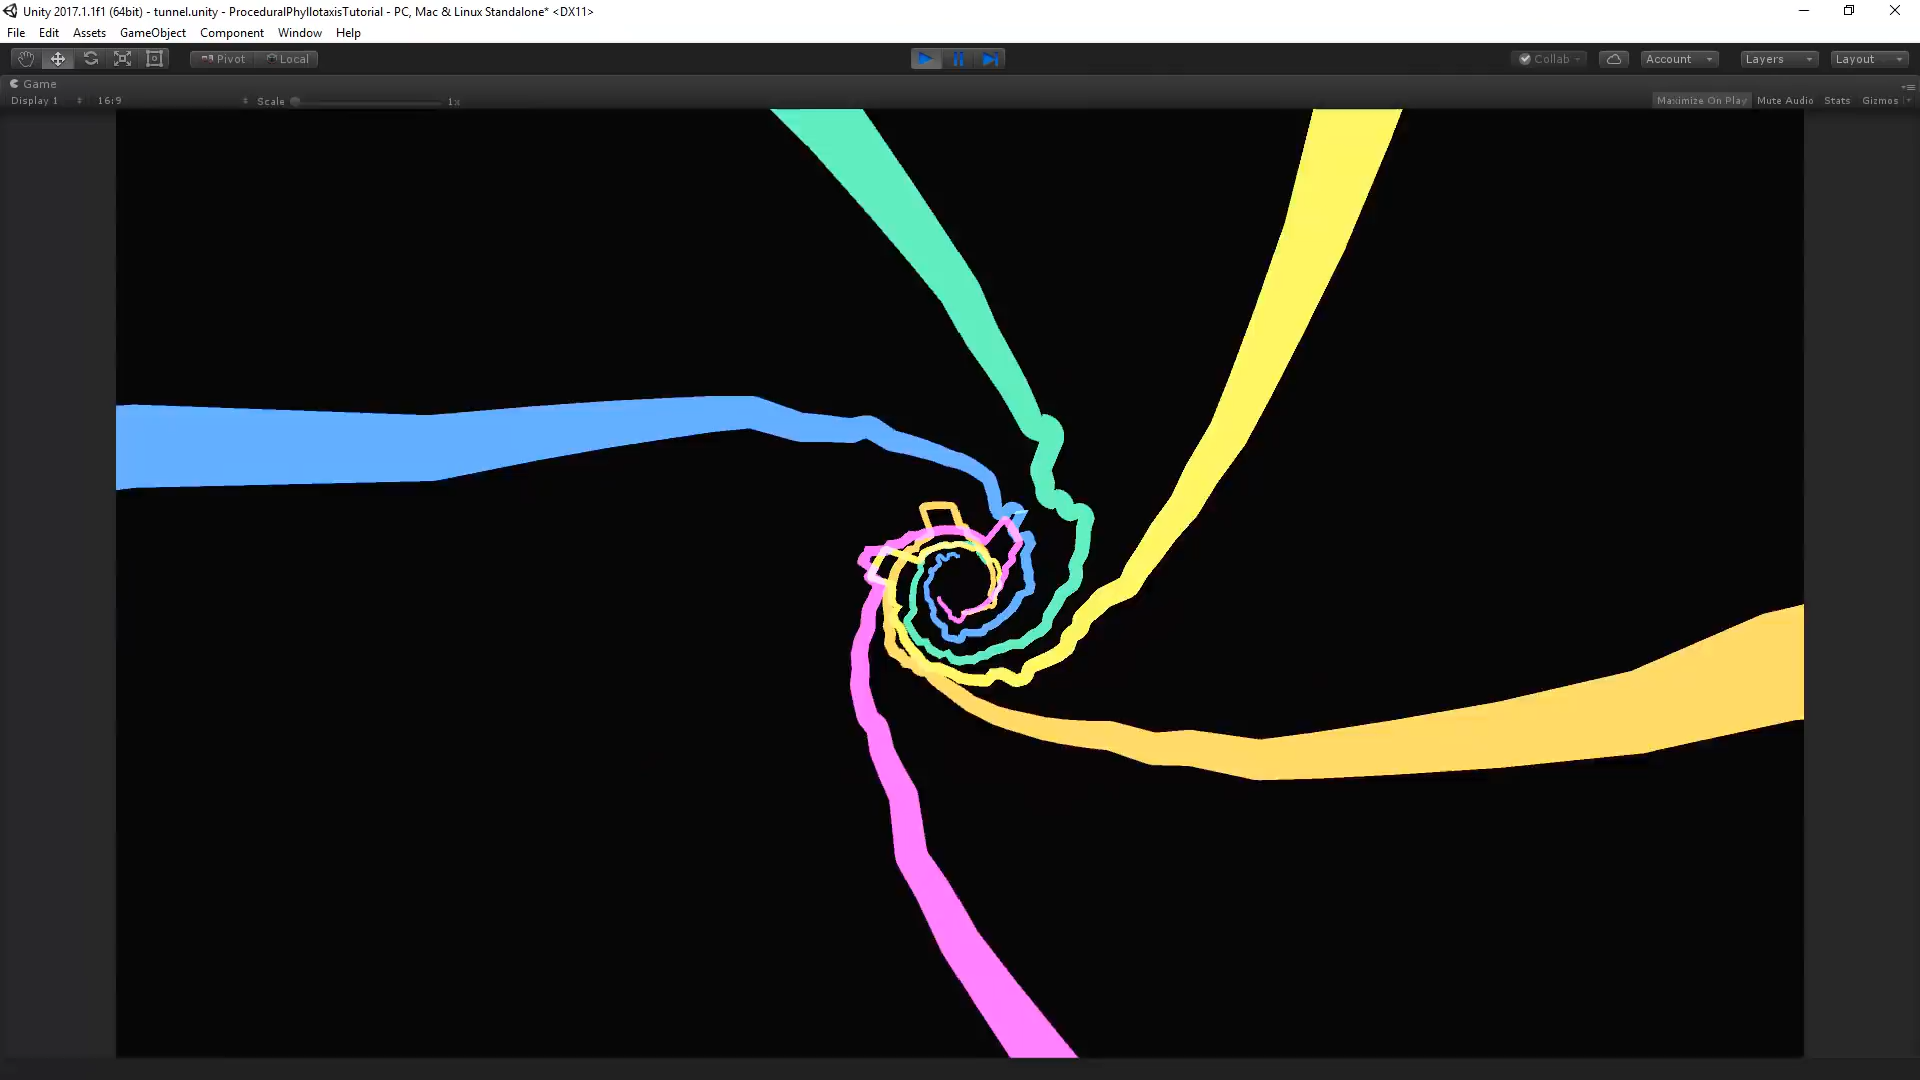 Unity 2017.1.1f1 (64bit) - tunnel.unity - ProceduralPhyllotaxisTutorial - PC, Mac & Linux Standalone* <DX11>
File Edit Assets GameObject Component Window Help
Pivot Local Collab Account Layers Layout
Game
Display 1 16:9 Scale 1x Maximize On Play Mute Audio Stats Gizmos